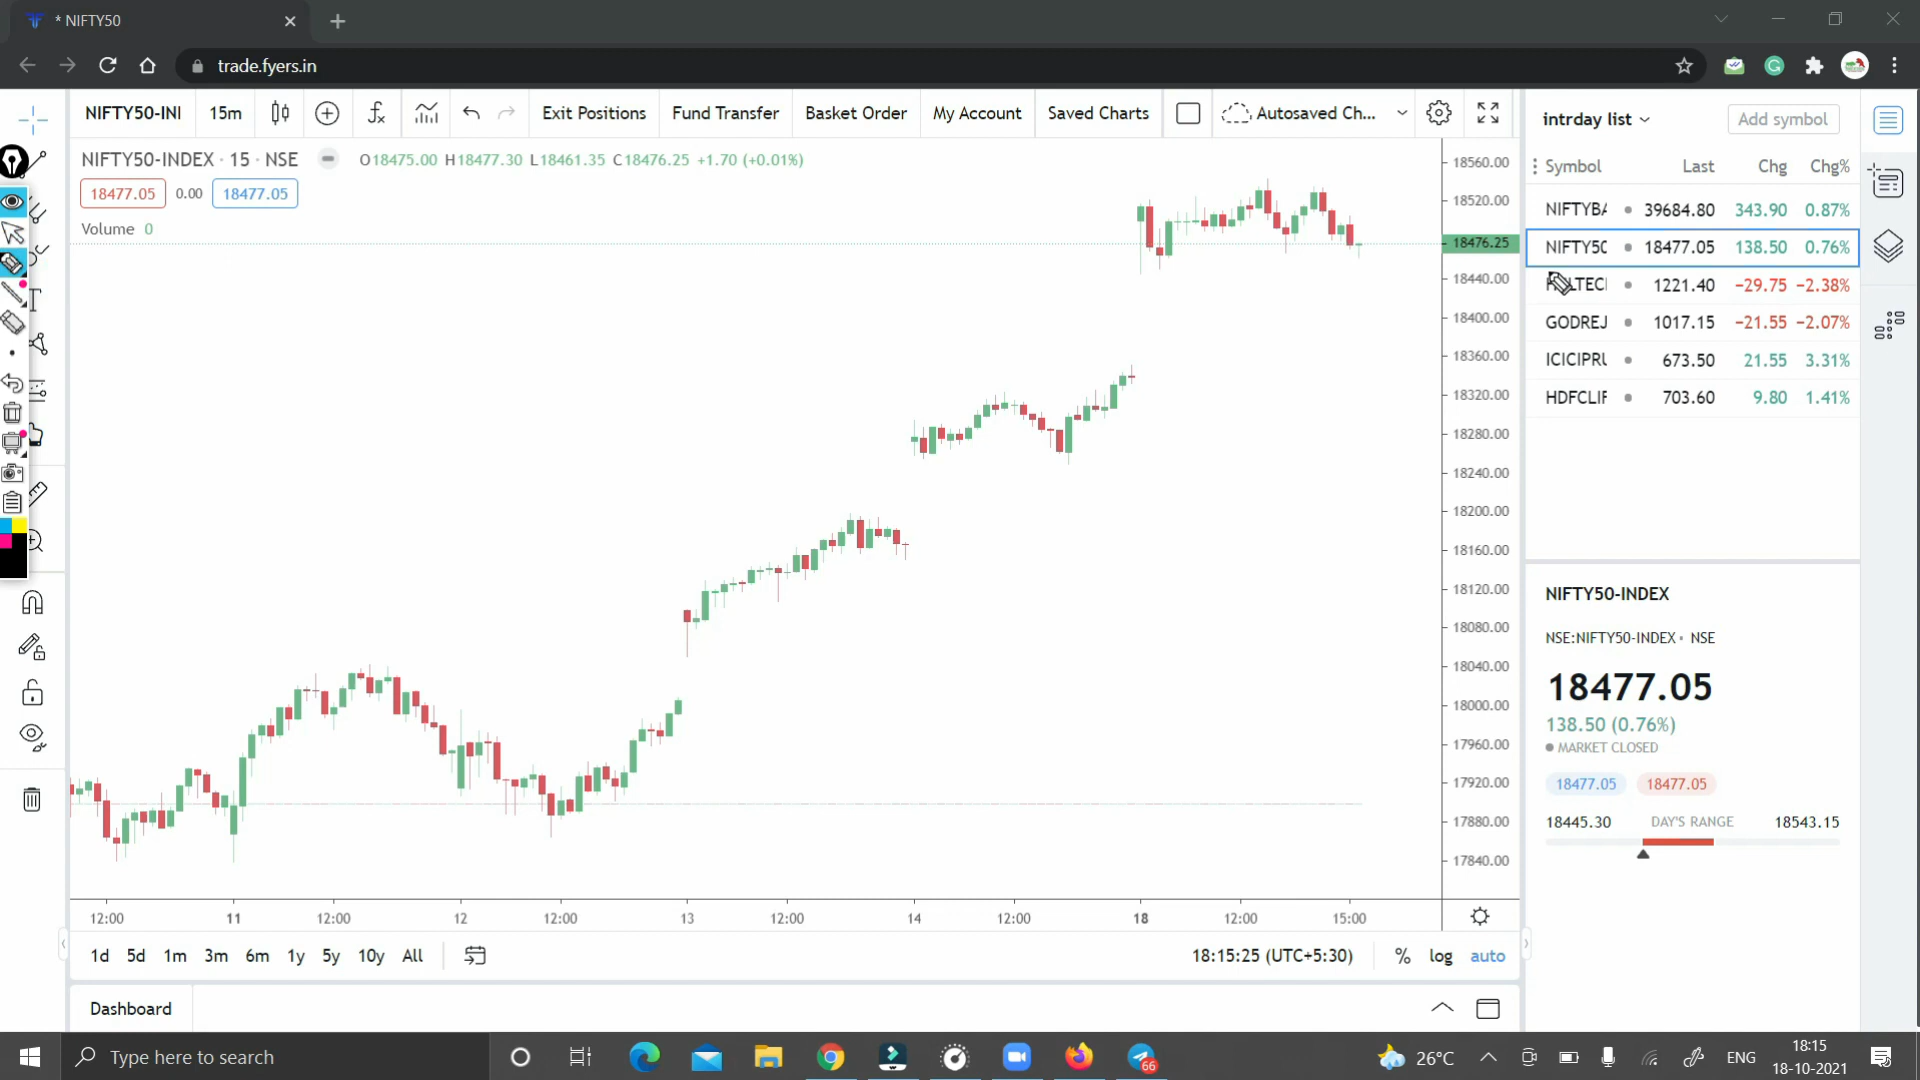 * NIFTY50
trade.fyers.in
NIFTY50-INI 15m Exit Positions Fund Transfer Basket Order My Account Saved Charts Autosaved Ch...
intrday list Add symbol
NIFTY50-INDEX · 15 · NSE O18475.00 H18477.30 L18461.35 C18476.25 +1.70 (+0.01%)
18477.05 0.00 18477.05
Volume 0
Symbol Last Chg Chg%
NIFTYBA 39684.80 343.90 0.87%
NIFTY50 18477.05 138.50 0.76%
1221.40 −29.75 −2.38%
GODREJ 1017.15 −21.55 −2.07%
ICICIPRU 673.50 21.55 3.31%
HDFCLIF 703.60 9.80 1.41%
18560.00
18520.00
18476.25
18440.00
18400.00
18360.00
18320.00
18280.00
18240.00
18200.00
18160.00
18120.00
18080.00
18040.00
18000.00
17960.00
17920.00
17880.00
17840.00
12:00 11 12:00 12 12:00 13 12:00 14 12:00 18 12:00 15:00
NIFTY50-INDEX
NSE:NIFTY50-INDEX • NSE
18477.05
138.50 (0.76%)
MARKET CLOSED
18477.05 18477.05
18445.30 DAY'S RANGE 18543.15
1d 5d 1m 3m 6m 1y 5y 10y All 18:15:25 (UTC+5:30) % log auto
Dashboard
Type here to search 66 26°C ENG 18:15
18-10-2021